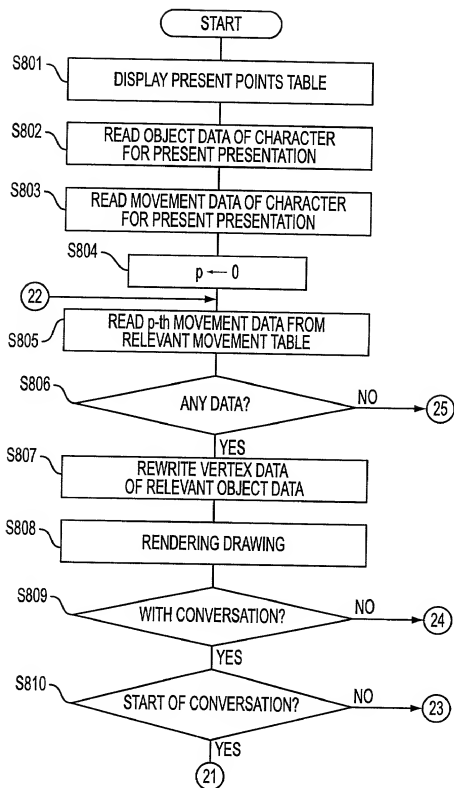 START
S801
DISPLAY PRESENT POINTS TABLE
S802
READ OBJECT DATA OF CHARACTER
FOR PRESENT PRESENTATION
S803
READ MOVEMENT DATA OF CHARACTER
FOR PRESENT PRESENTATION
S804
p ← 0
22
S805
READ p-th MOVEMENT DATA FROM
RELEVANT MOVEMENT TABLE
S806
ANY DATA?
NO
25
YES
S807
REWRITE VERTEX DATA
OF RELEVANT OBJECT DATA
S808
RENDERING DRAWING
S809
WITH CONVERSATION?
NO
24
YES
S810
START OF CONVERSATION?
NO
23
YES
21